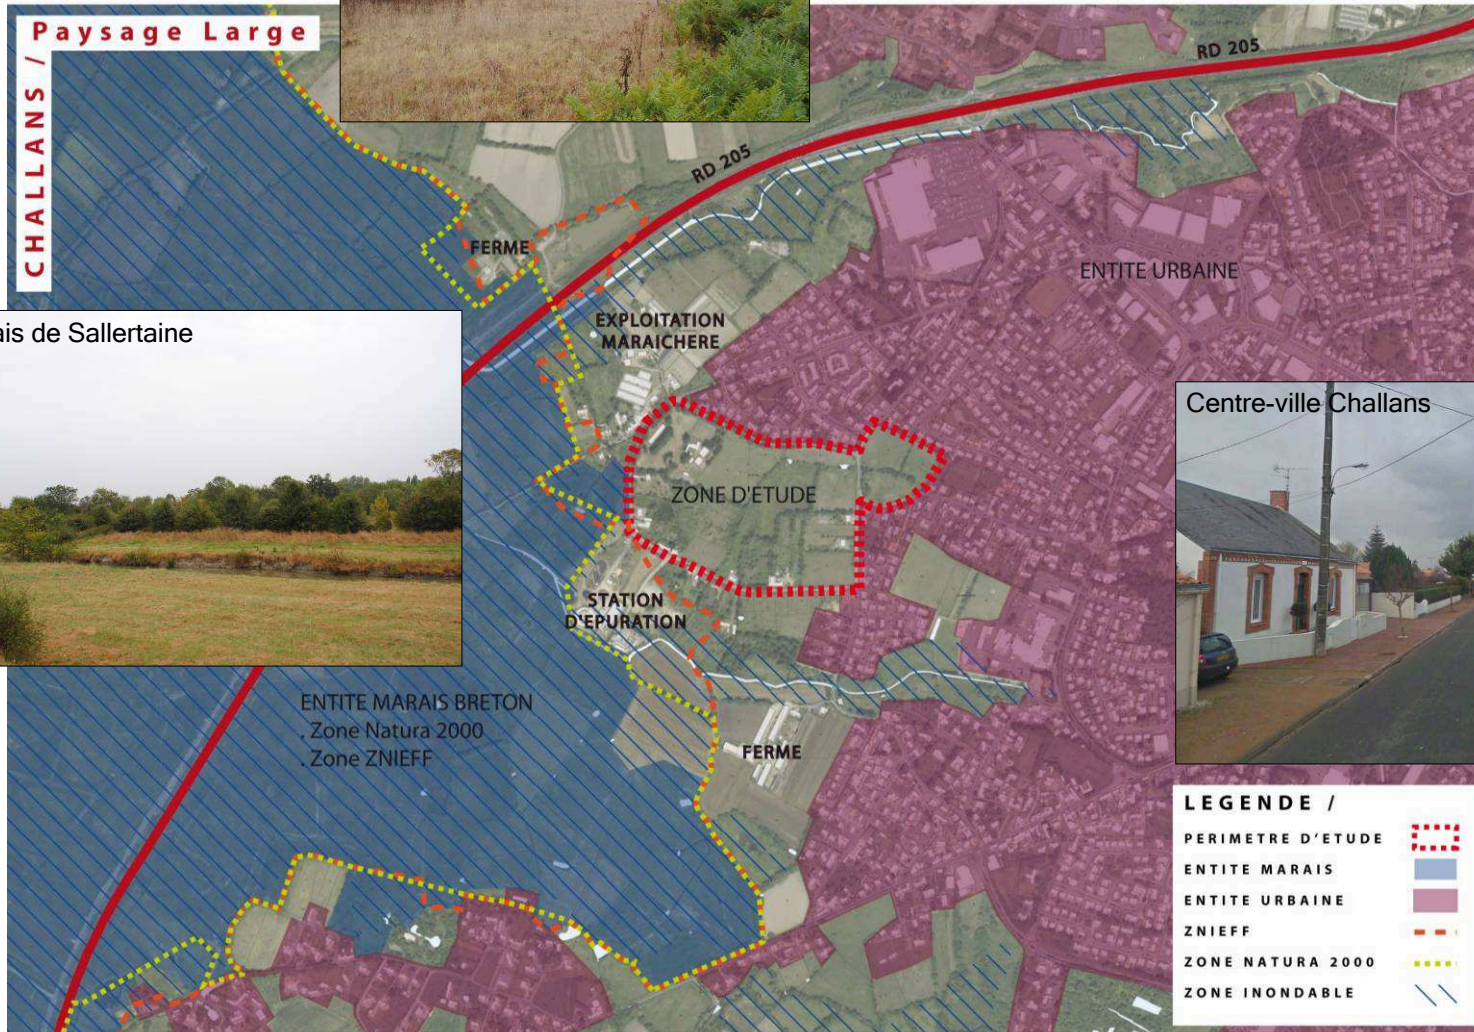 Paysage Large
CHALLANS /
RD 205
RD 205
FERME
ENTITE URBAINE
EXPLOITATION
MARAICHERE
ais de Sallertaine
Centre-ville Challans
ZONE D'ETUDE
STATION
D'EPURATION
ENTITE MARAIS BRETON
. Zone Natura 2000
. Zone ZNIEFF
FERME
LEGENDE /
PERIMETRE D'ETUDE
ENTITE MARAIS
ENTITE URBAINE
ZNIEFF
ZONE NATURA 2000
ZONE INONDABLE